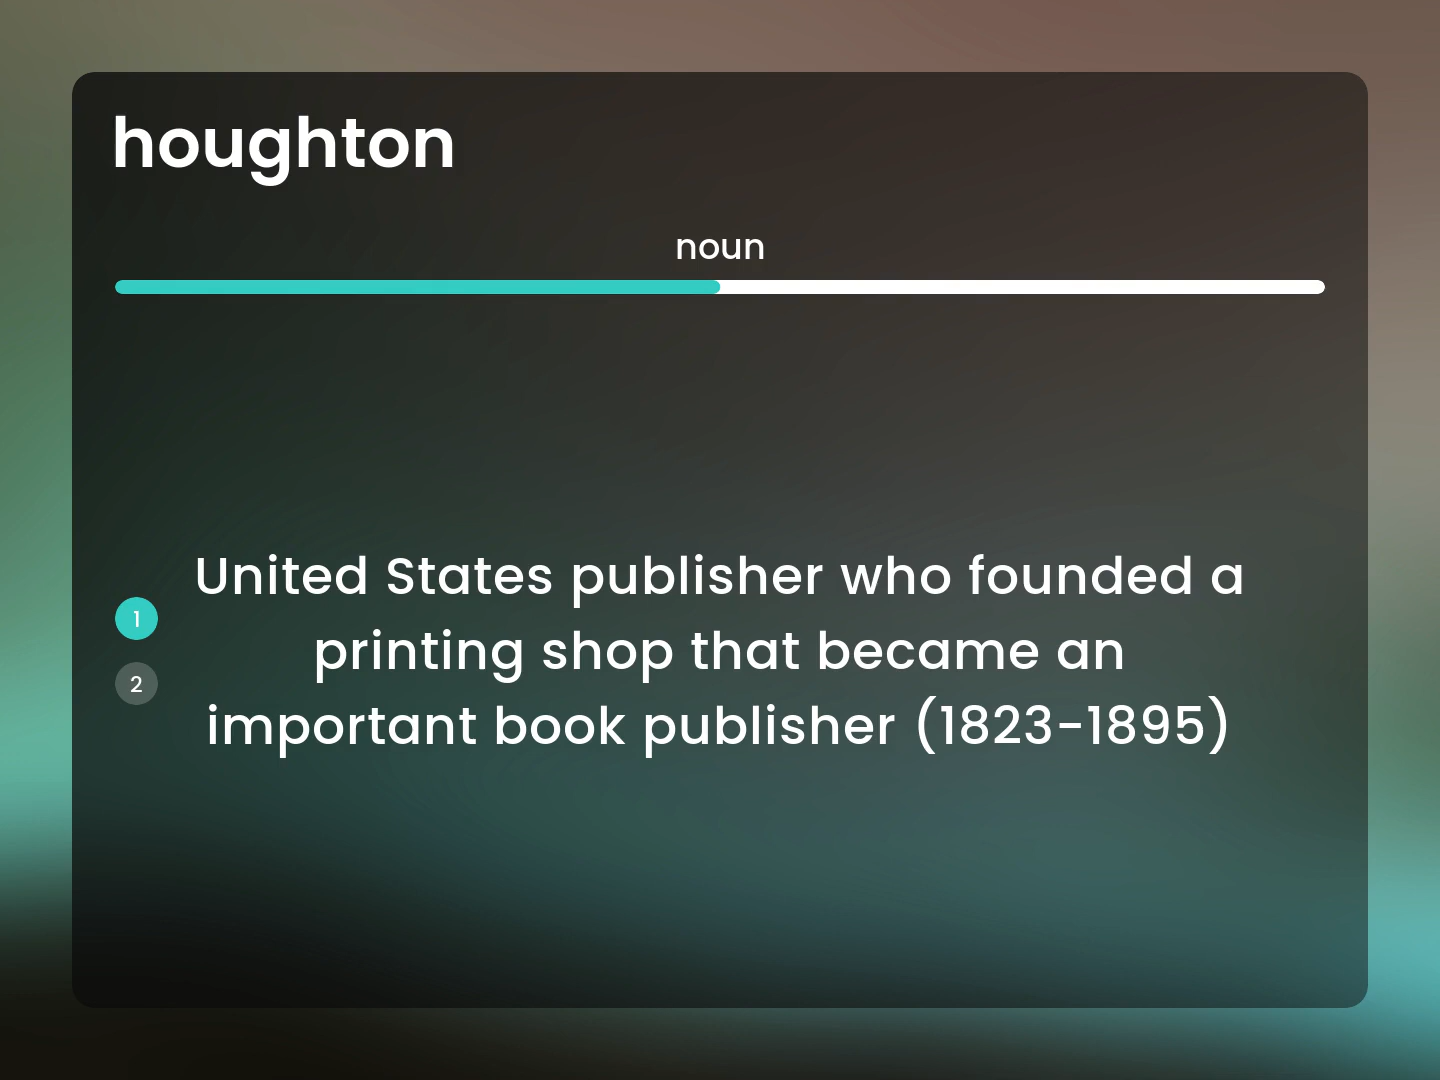 houghton
noun
1
2
United States publisher who founded a
printing shop that became an
important book publisher (1823-1895)